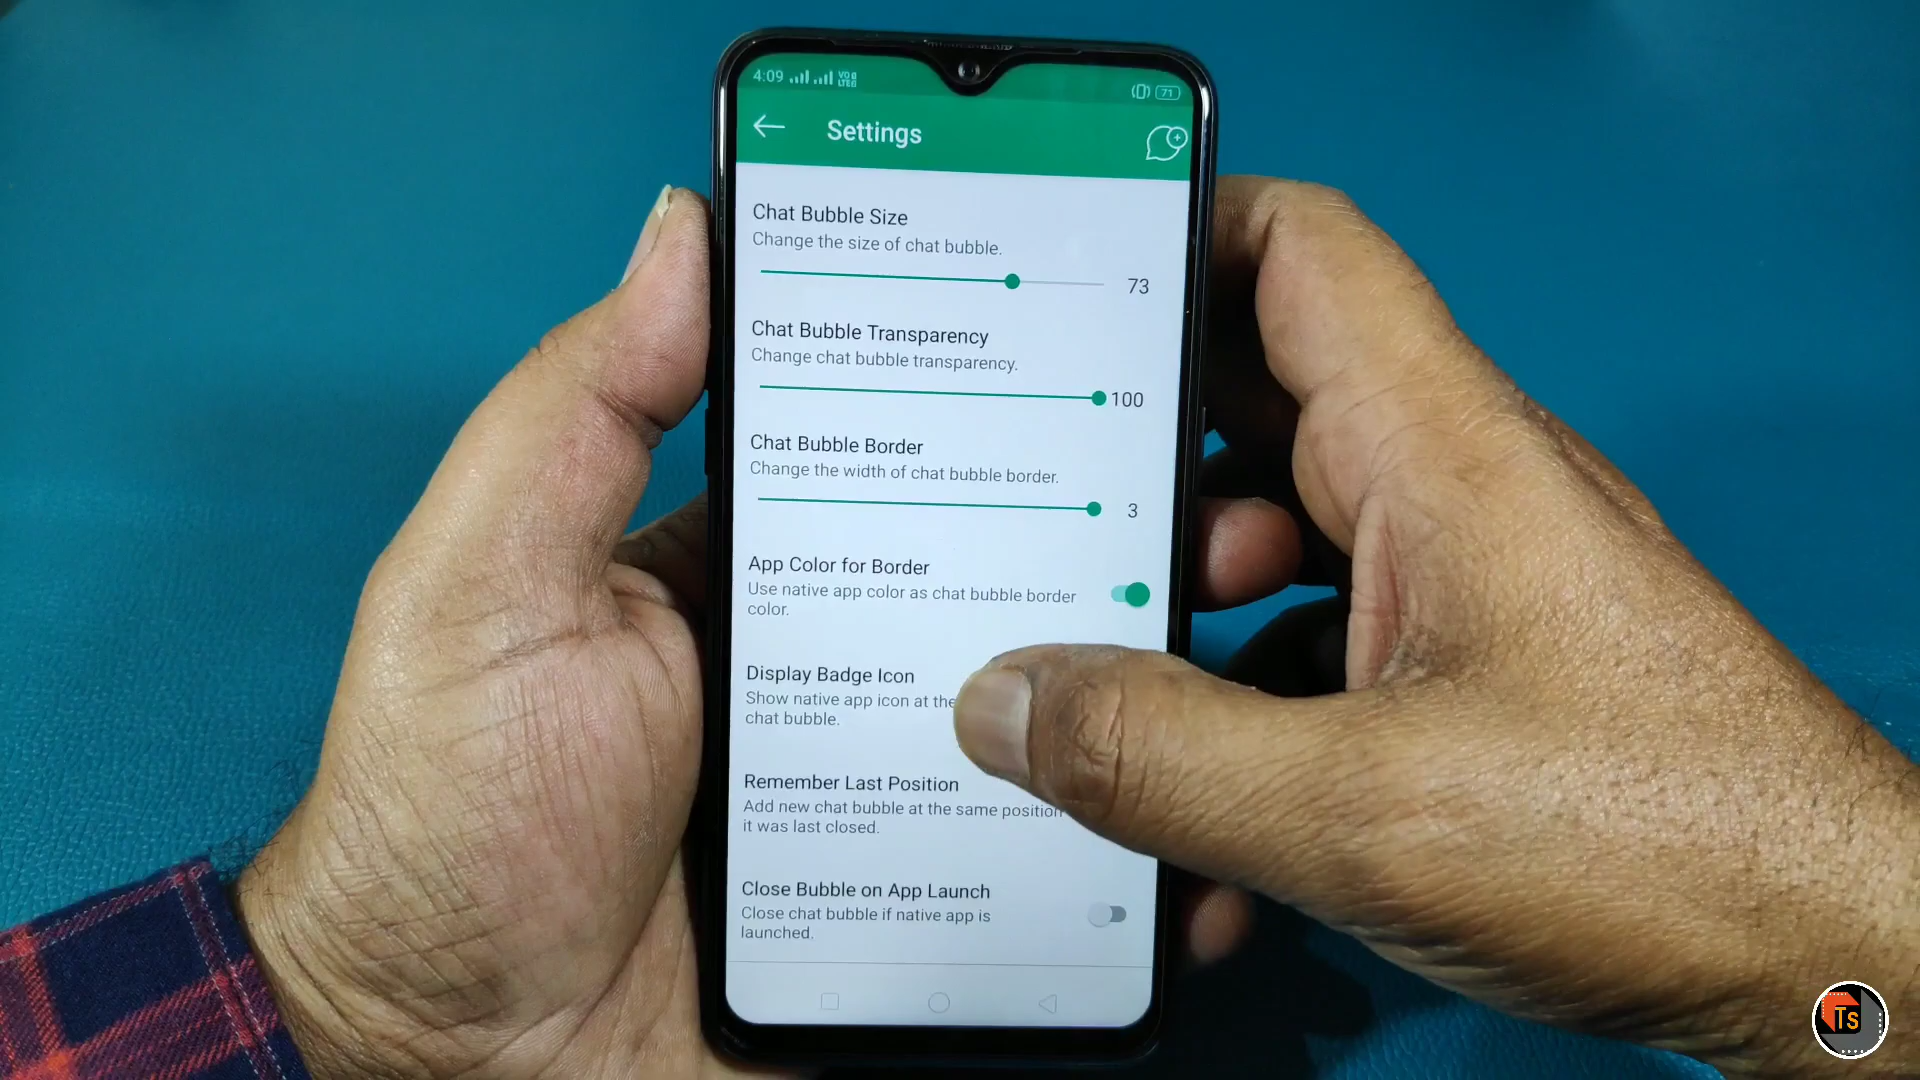 4:09 VO LTE 71
Settings
Chat Bubble Size
Change the size of chat bubble.
73
Chat Bubble Transparency
Change chat bubble transparency.
100
Chat Bubble Border
Change the width of chat bubble border.
3
App Color for Border
Use native app color as chat bubble border
color.
Display Badge Icon
Show native app icon at the
chat bubble.
Remember Last Position
Add new chat bubble at the same position
it was last closed.
Close Bubble on App Launch
Close chat bubble if native app is
launched.
Ts